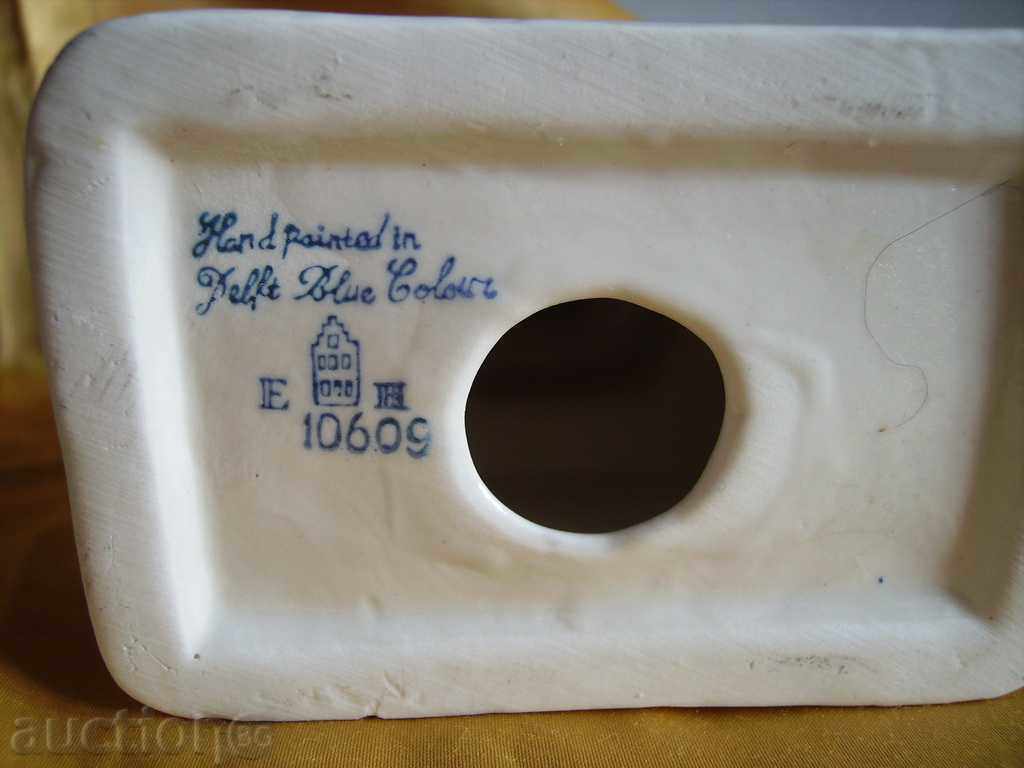 Hand painted in
Delft Blue Colour
E H
10609
auction BG